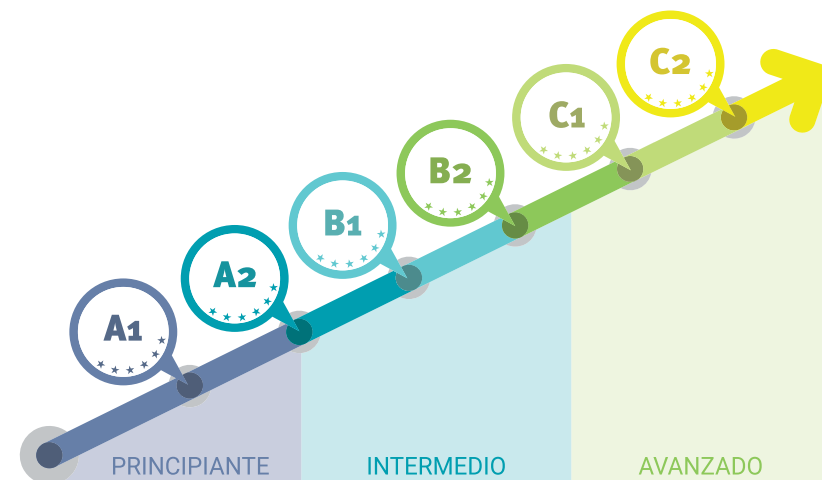 A1
A2
B1
B2
C1
C2
PRINCIPIANTE
INTERMEDIO
AVANZADO